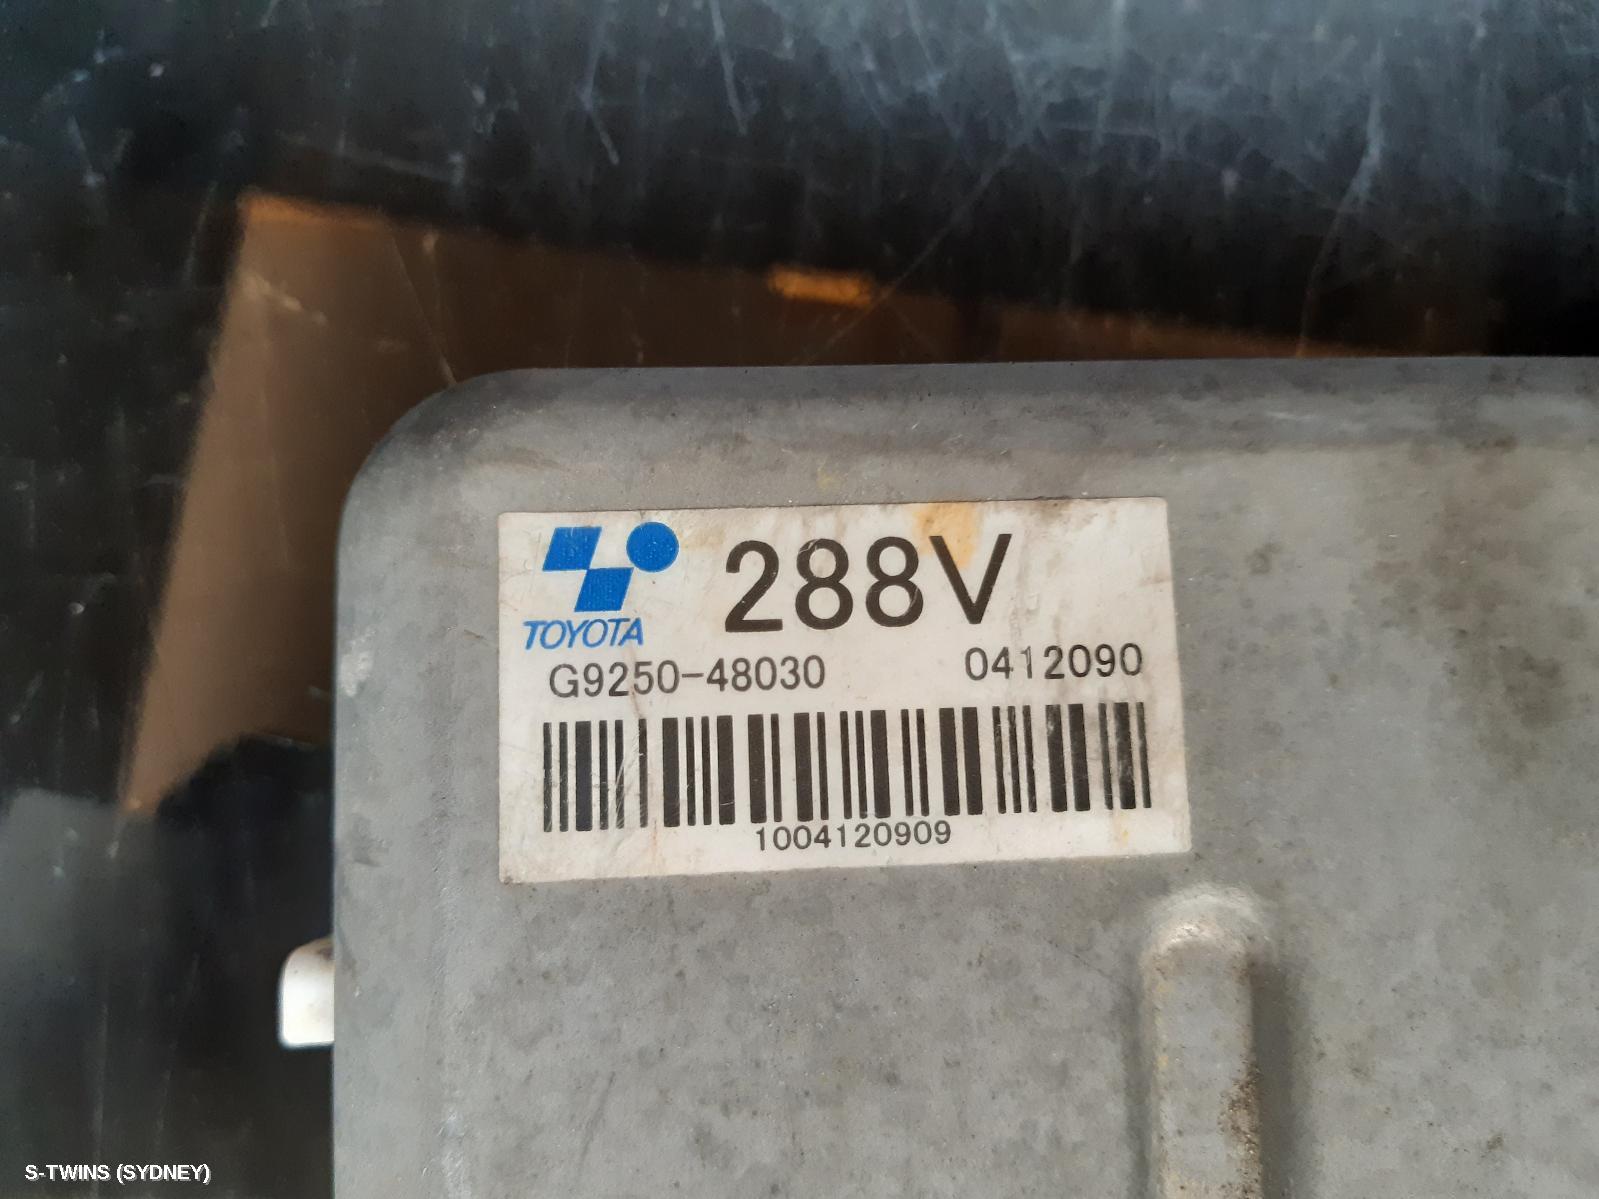 288V
TOYOTA
G9250-48030 0412090
1004120909
S-TWINS (SYDNEY)